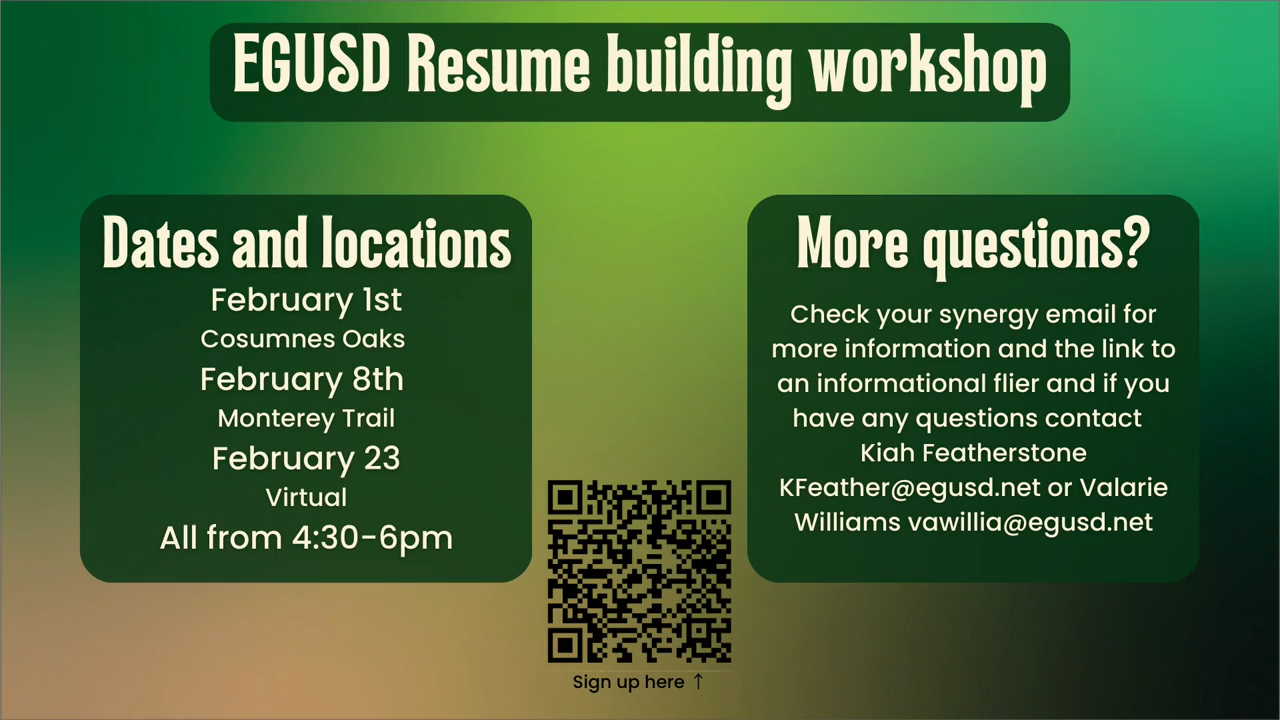 EGUSD Resume building workshop
Dates and locations
February 1st
Cosumnes Oaks
February 8th
Monterey Trail
February 23
Virtual
All from 4:30-6pm
More questions?
Check your synergy email for
more information and the link to
an informational flier and if you
have any questions contact
Kiah Featherstone
KFeather@egusd.net or Valarie
Williams vawillia@egusd.net
Sign up here ↑